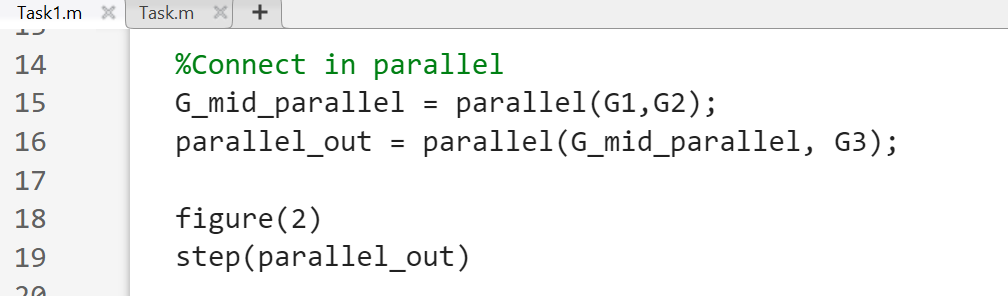 Task1.m × Task.m × +
14 %Connect in parallel
15 G_mid_parallel = parallel(G1,G2);
16 parallel_out = parallel(G_mid_parallel, G3);
17
18 figure(2)
19 step(parallel_out)